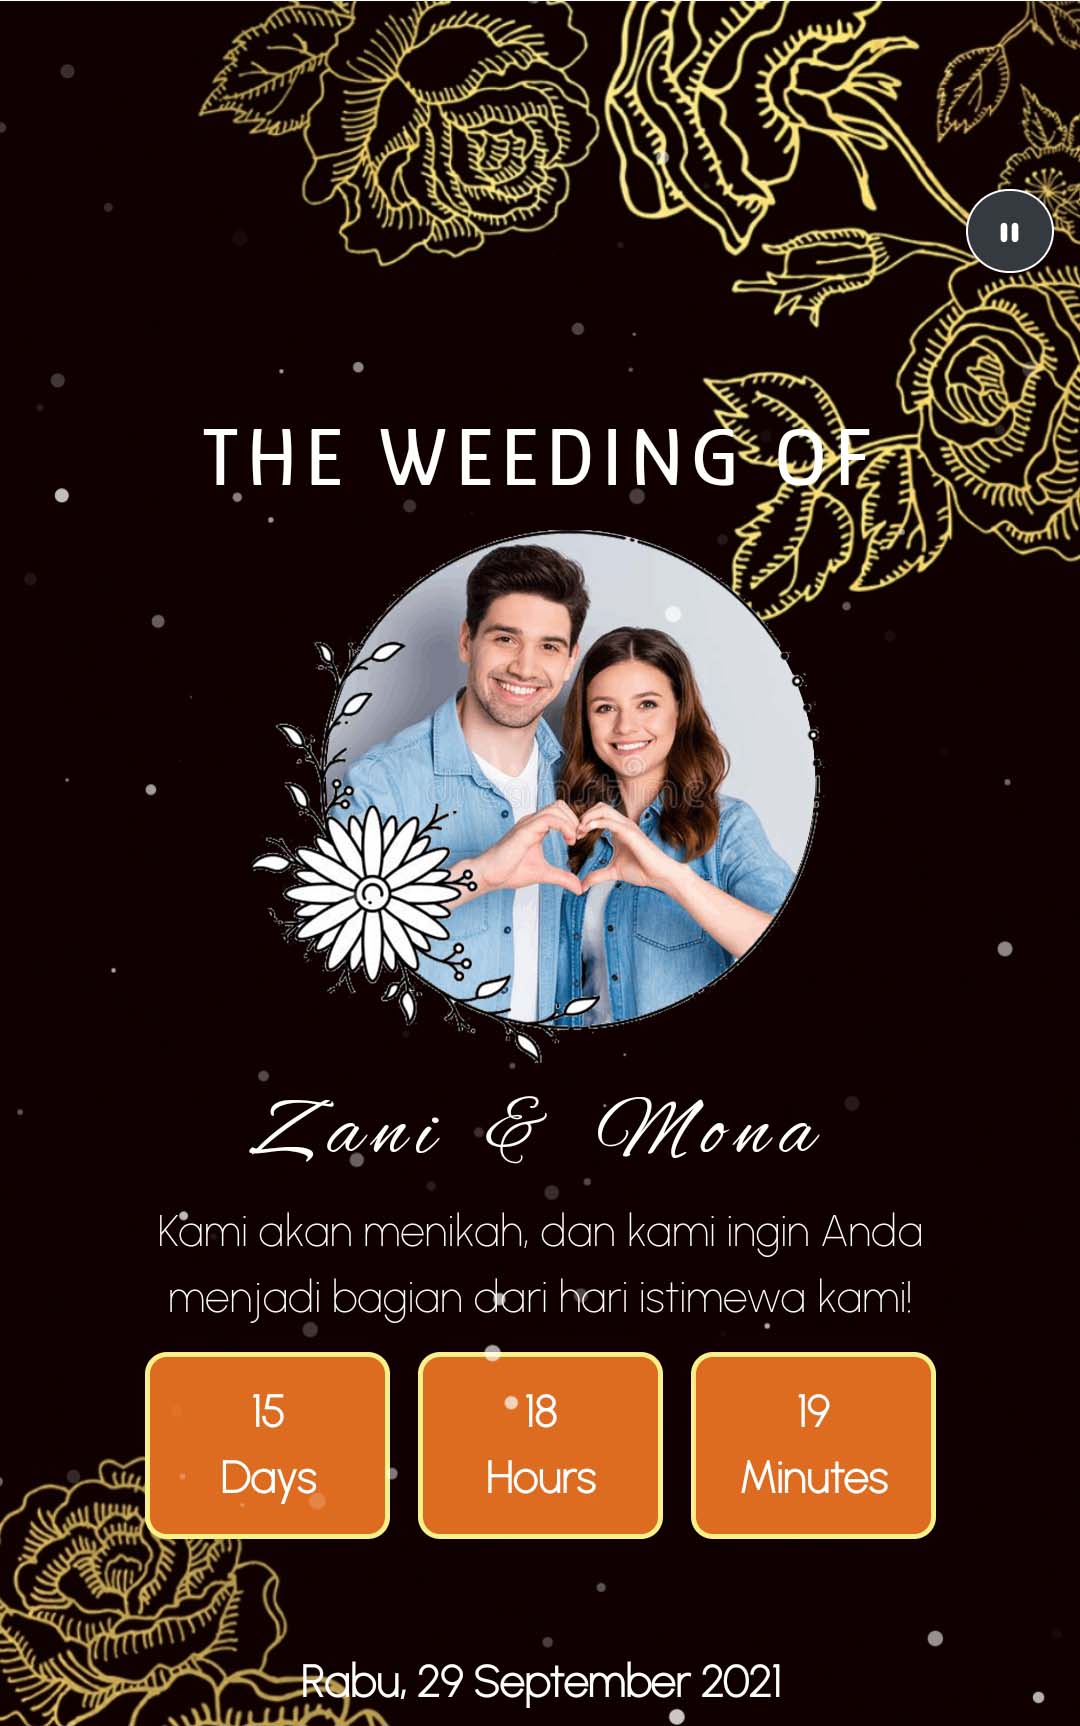 THE WEEDING OF
dreamstime
Zani & Mona
Kami akan menikah, dan kami ingin Anda
menjadi bagian dari hari istimewa kami!
15
Days
18
Hours
19
Minutes
Rabu, 29 September 2021